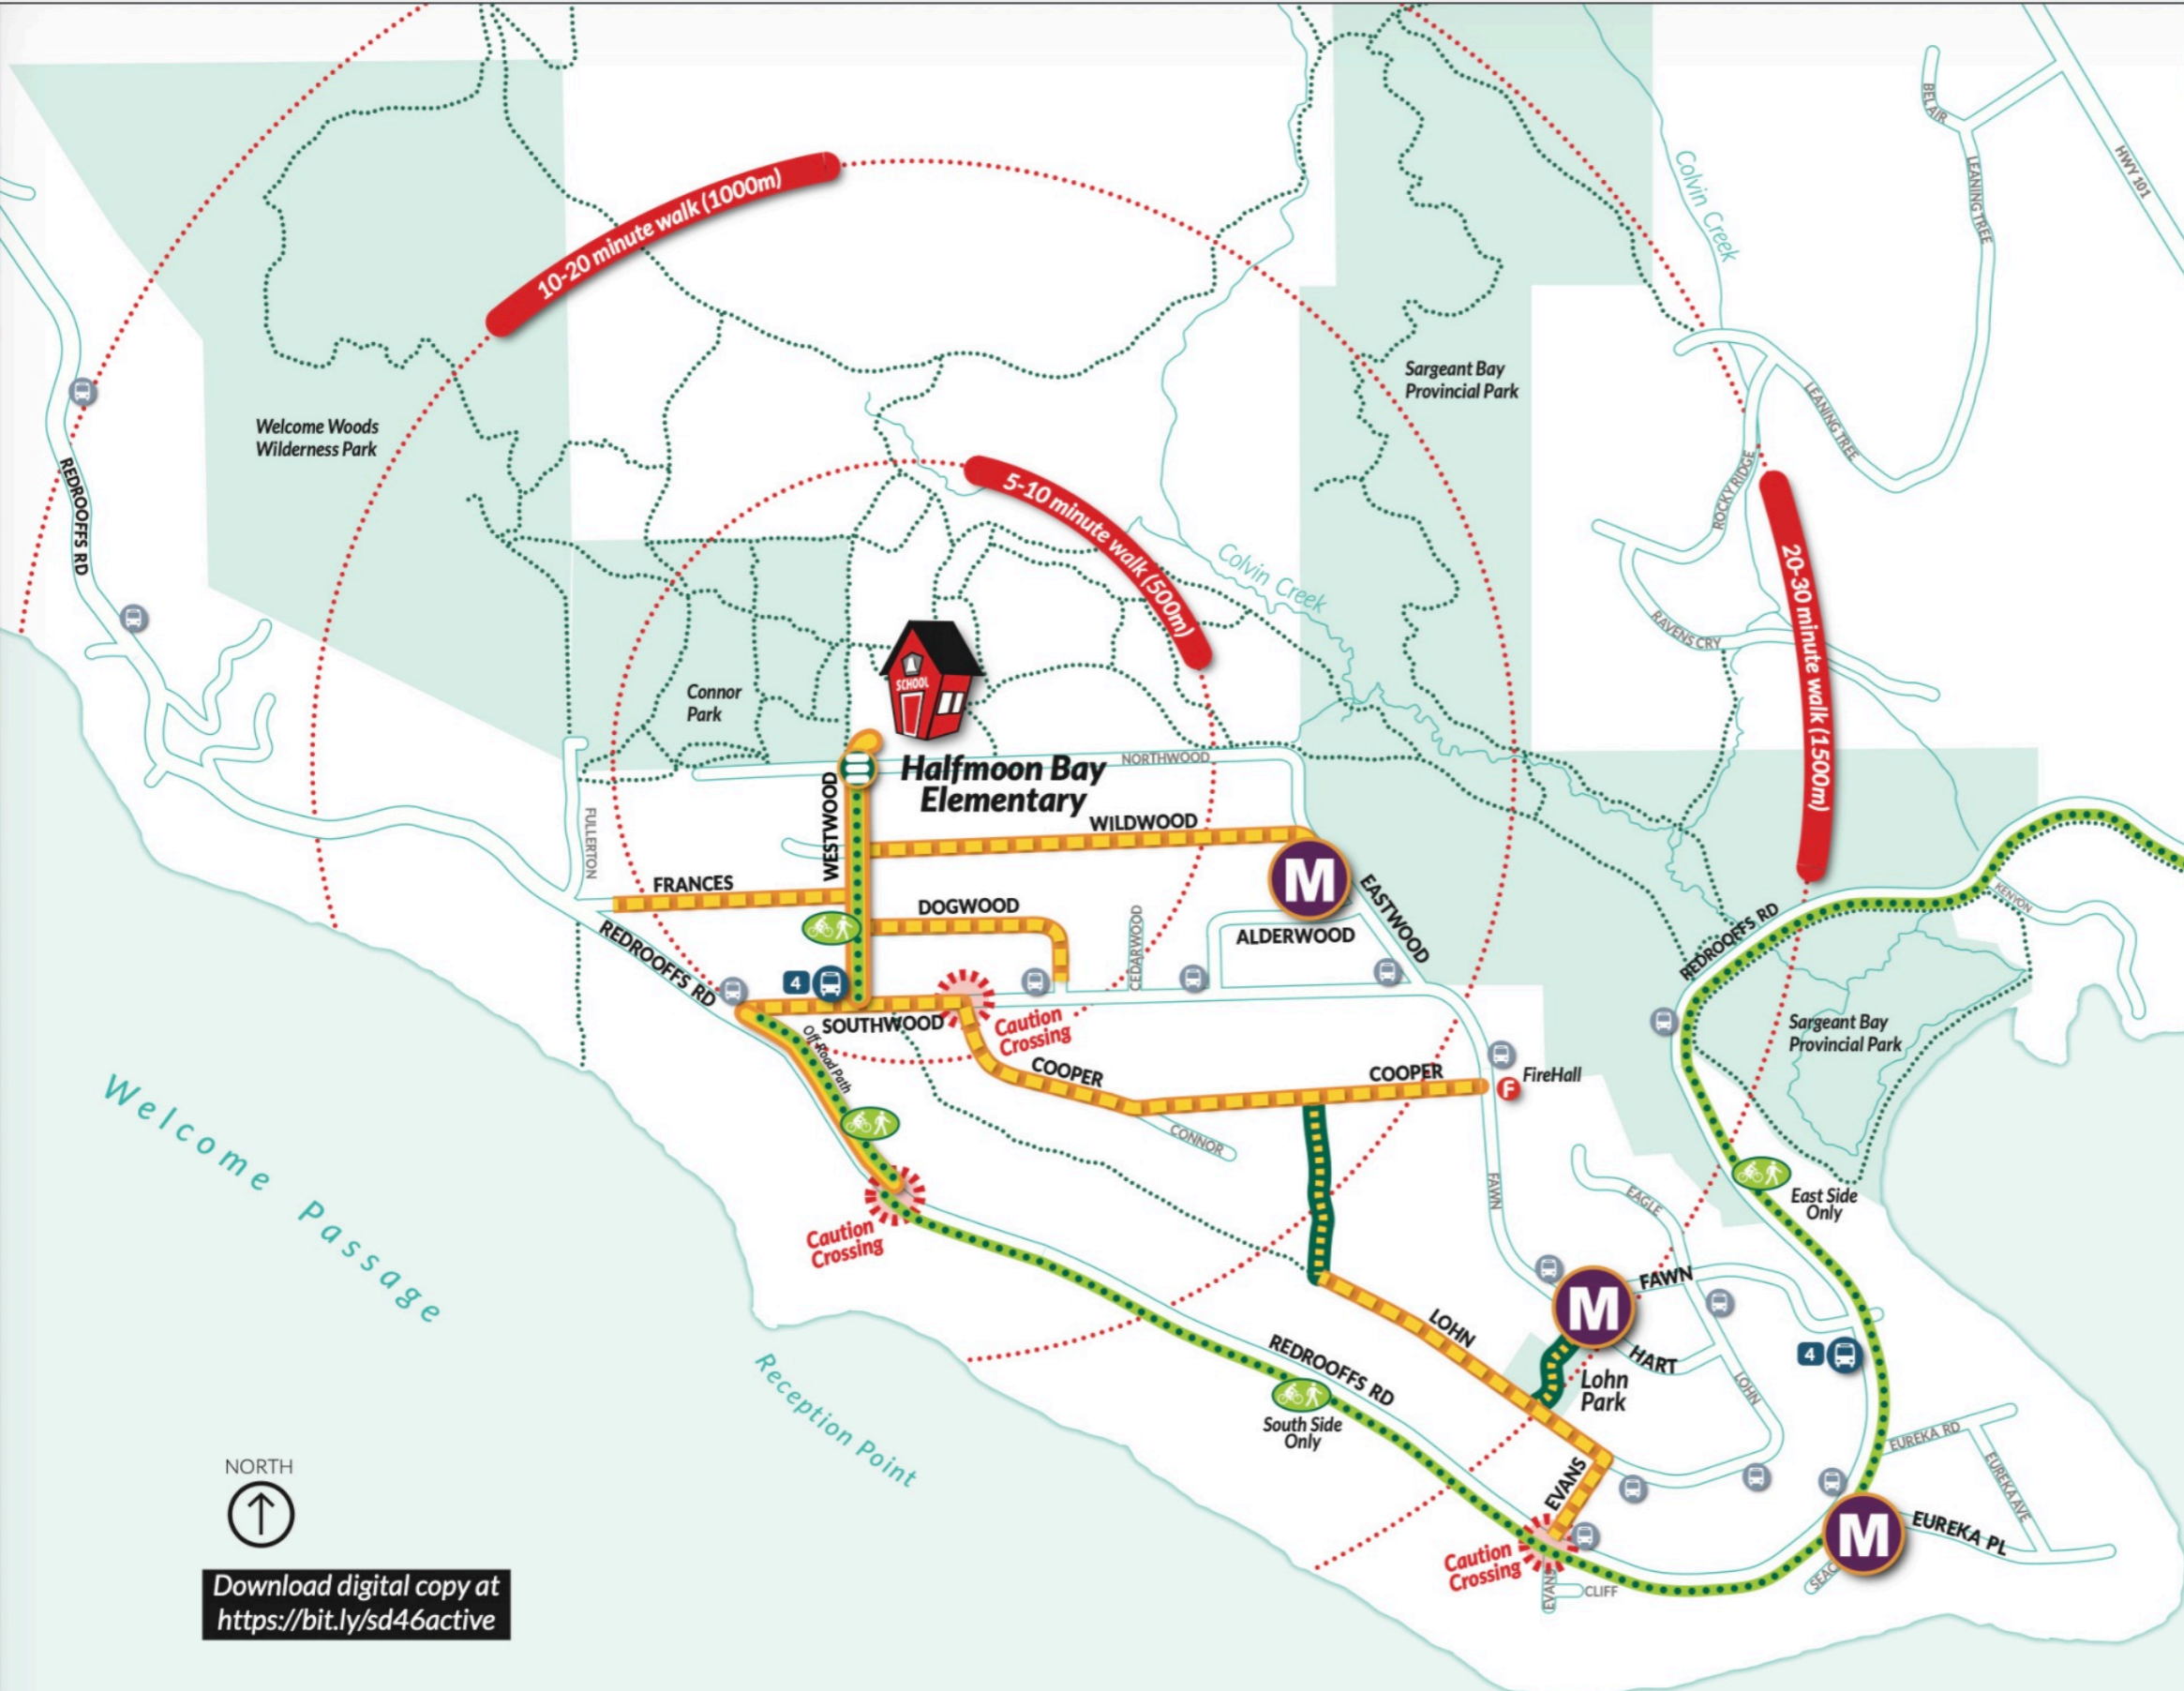 BEL AIR
LEANING TREE
HWY 101
Colvin Creek
10-20 minute walk (1000m)
Sargeant Bay
Provincial Park
LEANING TREE
Welcome Woods
Wilderness Park
REDROOFFS RD
5-10 minute walk (500m)
ROCKY RIDGE
Colvin Creek
20-30 minute walk (1500m)
RAVENS CRY
SCHOOL
Connor
Park
NORTHWOOD
Halfmoon Bay
Elementary
WESTWOOD
WILDWOOD
FULLERTON
FRANCES
M
EASTWOOD
DOGWOOD
CEDARWOOD
ALDERWOOD
KENYON
REDROOFFS RD
REDROOFFS RD
4
SOUTHWOOD
Caution
Crossing
Off Road Path
Sargeant Bay
Provincial Park
COOPER
COOPER
F
FireHall
Welcome Passage
CONNOR
FAWN
EAGLE
East Side
Only
Caution
Crossing
M
FAWN
LOHN
HART
4
REDROOFFS RD
Lohn
Park
LOHN
Reception Point
South Side
Only
EUREKA RD
EUREKA AVE
EVANS
NORTH
M
EUREKA PL
Caution
Crossing
EVANS
CLIFF
SEAC
Download digital copy at
https://bit.ly/sd46active